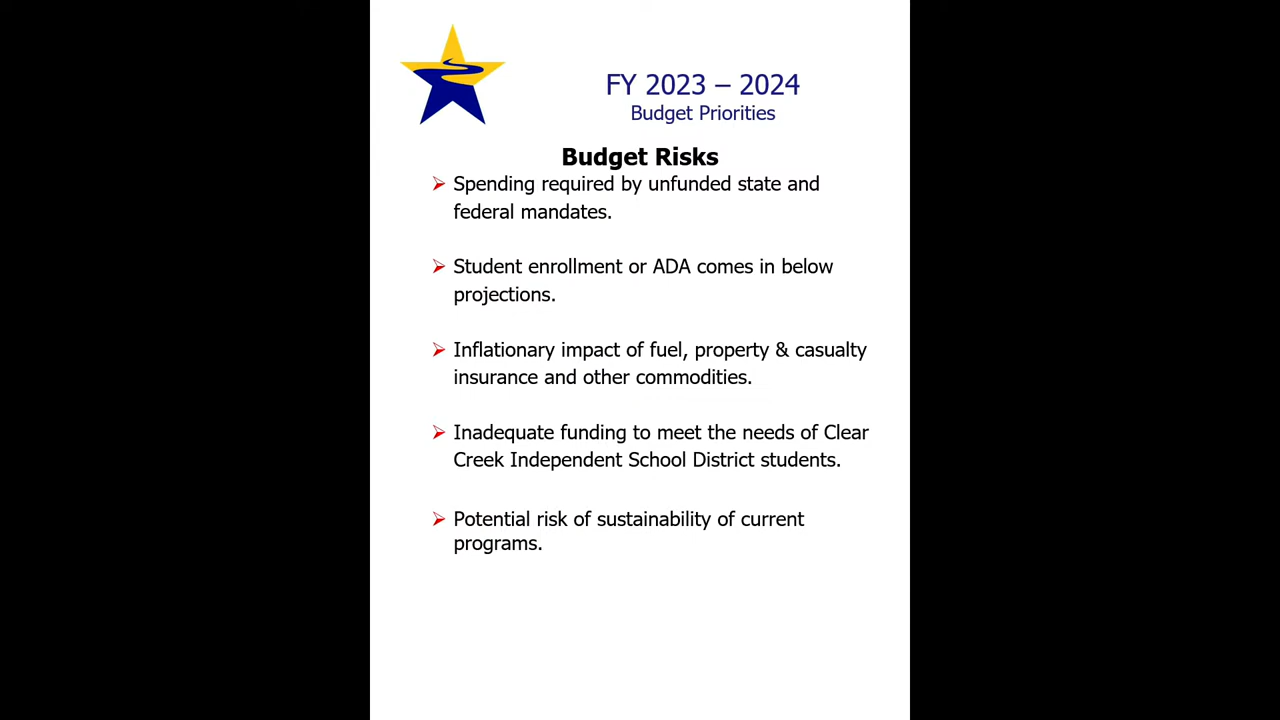 FY 2023 – 2024
Budget Priorities
Budget Risks
➢ Spending required by unfunded state and
federal mandates.
➢ Student enrollment or ADA comes in below
projections.
➢ Inflationary impact of fuel, property & casualty
insurance and other commodities.
➢ Inadequate funding to meet the needs of Clear
Creek Independent School District students.
➢ Potential risk of sustainability of current
programs.